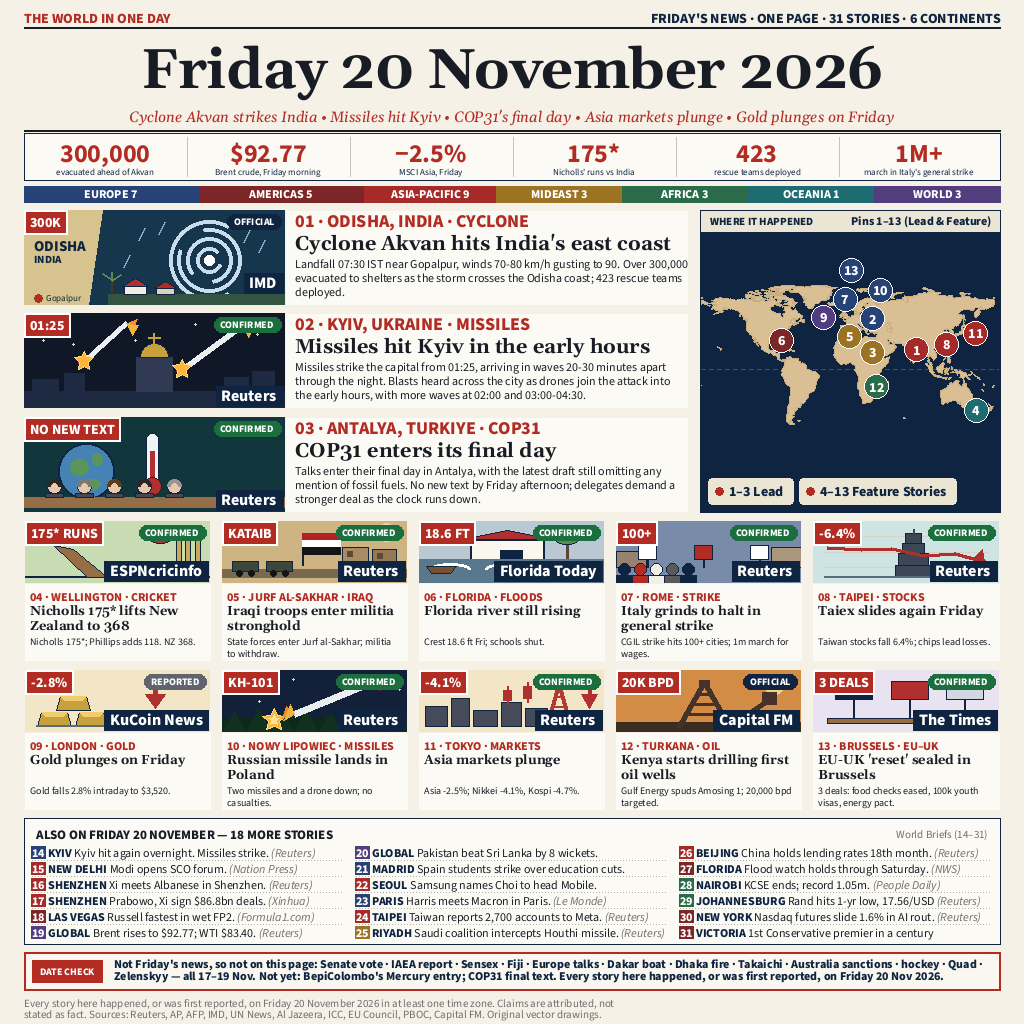 THE WORLD IN ONE DAY
FRIDAY'S NEWS · ONE PAGE · 31 STORIES · 6 CONTINENTS
Friday 20 November 2026
Cyclone Akvan strikes India • Missiles hit Kyiv • COP31's final day • Asia markets plunge • Gold plunges on Friday
300,000
evacuated ahead of Akvan
$92.77
Brent crude, Friday morning
−2.5%
MSCI Asia, Friday
175*
Nicholls' runs vs India
423
rescue teams deployed
1M+
march in Italy's general strike
EUROPE 7
AMERICAS 5
ASIA-PACIFIC 9
MIDEAST 3
AFRICA 3
OCEANIA 1
WORLD 3
300K
OFFICIAL
ODISHA
INDIA
Gopalpur
IMD
01 · ODISHA, INDIA · CYCLONE
Cyclone Akvan hits India's east coast
Landfall 07:30 IST near Gopalpur, winds 70-80 km/h gusting to 90. Over 300,000
evacuated to shelters as the storm crosses the Odisha coast; 423 rescue teams
deployed.
01:25
CONFIRMED
Reuters
02 · KYIV, UKRAINE · MISSILES
Missiles hit Kyiv in the early hours
Missiles strike the capital from 01:25, arriving in waves 20-30 minutes apart
through the night. Blasts heard across the city as drones join the attack into
the early hours, with more waves at 02:00 and 03:00-04:30.
NO NEW TEXT
CONFIRMED
Reuters
03 · ANTALYA, TURKIYE · COP31
COP31 enters its final day
Talks enter their final day in Antalya, with the latest draft still omitting any
mention of fossil fuels. No new text by Friday afternoon; delegates demand a
stronger deal as the clock runs down.
WHERE IT HAPPENED
Pins 1–13 (Lead & Feature)
13
10
7
9
2
11
6
5
8
1
3
12
4
1–3 Lead
4–13 Feature Stories
175* RUNS
CONFIRMED
ESPNcricinfo
04 · WELLINGTON · CRICKET
Nicholls 175* lifts New
Zealand to 368
Nicholls 175*; Phillips adds 118. NZ 368.
KATAIB
CONFIRMED
Reuters
05 · JURF AL-SAKHAR · IRAQ
Iraqi troops enter militia
stronghold
State forces enter Jurf al-Sakhar; militia
to withdraw.
18.6 FT
CONFIRMED
Florida Today
06 · FLORIDA · FLOODS
Florida river still rising
Crest 18.6 ft Fri; schools shut.
100+
CONFIRMED
Reuters
07 · ROME · STRIKE
Italy grinds to halt in
general strike
CGIL strike hits 100+ cities; 1m march for
wages.
-6.4%
CONFIRMED
Reuters
08 · TAIPEI · STOCKS
Taiex slides again Friday
Taiwan stocks fall 6.4%; chips lead losses.
-2.8%
REPORTED
KuCoin News
09 · LONDON · GOLD
Gold plunges on Friday
Gold falls 2.8% intraday to $3,520.
KH-101
CONFIRMED
Reuters
10 · NOWY LIPOWIEC · MISSILES
Russian missile lands in
Poland
Two missiles and a drone down; no
casualties.
-4.1%
CONFIRMED
Reuters
11 · TOKYO · MARKETS
Asia markets plunge
Asia -2.5%; Nikkei -4.1%, Kospi -4.7%.
20K BPD
OFFICIAL
Capital FM
12 · TURKANA · OIL
Kenya starts drilling first
oil wells
Gulf Energy spuds Amosing 1; 20,000 bpd
targeted.
3 DEALS
CONFIRMED
The Times
13 · BRUSSELS · EU–UK
EU-UK 'reset' sealed in
Brussels
3 deals: food checks eased, 100k youth
visas, energy pact.
ALSO ON FRIDAY 20 NOVEMBER — 18 MORE STORIES
World Briefs (14–31)
14 KYIV Kyiv hit again overnight. Missiles strike. (Reuters)
15 NEW DELHI Modi opens SCO forum. (Nation Press)
16 SHENZHEN Xi meets Albanese in Shenzhen. (Reuters)
17 SHENZHEN Prabowo, Xi sign $86.8bn deals. (Xinhua)
18 LAS VEGAS Russell fastest in wet FP2. (Formula1.com)
19 GLOBAL Brent rises to $92.77; WTI $83.40. (Reuters)
20 GLOBAL Pakistan beat Sri Lanka by 8 wickets.
21 MADRID Spain students strike over education cuts.
22 SEOUL Samsung names Choi to head Mobile.
23 PARIS Harris meets Macron in Paris. (Le Monde)
24 TAIPEI Taiwan reports 2,700 accounts to Meta. (Reuters)
25 RIYADH Saudi coalition intercepts Houthi missile. (Reuters)
26 BEIJING China holds lending rates 18th month. (Reuters)
27 FLORIDA Flood watch holds through Saturday. (NWS)
28 NAIROBI KCSE ends; record 1.05m. (People Daily)
29 JOHANNESBURG Rand hits 1-yr low, 17.56/USD (Reuters)
30 NEW YORK Nasdaq futures slide 1.6% in AI rout. (Reuters)
31 VICTORIA 1st Conservative premier in a century
DATE CHECK
Not Friday's news, so not on this page: Senate vote · IAEA report · Sensex · Fiji · Europe talks · Dakar boat · Dhaka fire · Takaichi · Australia sanctions · hockey · Quad ·
Zelenskyy — all 17–19 Nov. Not yet: BepiColombo's Mercury entry; COP31 final text. Every story here happened, or was first reported, on Friday 20 Nov 2026.
Every story here happened, or was first reported, on Friday 20 November 2026 in at least one time zone. Claims are attributed, not
stated as fact. Sources: Reuters, AP, AFP, IMD, UN News, Al Jazeera, ICC, EU Council, PBOC, Capital FM. Original vector drawings.